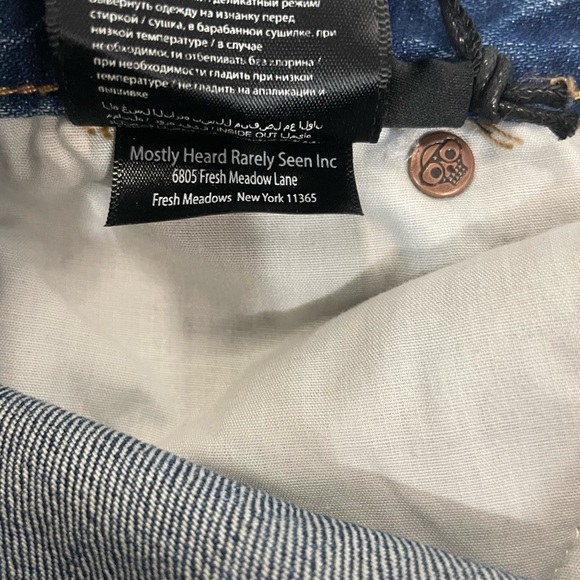 деликатный режим/
Вывернуть одежду на изнанку перед
стиркой / сушка, в барабанной сушилке, при
низкой температуре / в случае
необходимости отбеливать без хлорина /
при необходимости гладить при низкой
температуре / не гладить на аппликации и
вышивке
INSIDE OUT
Mostly Heard Rarely Seen Inc
6805 Fresh Meadow Lane
Fresh Meadows New York 11365